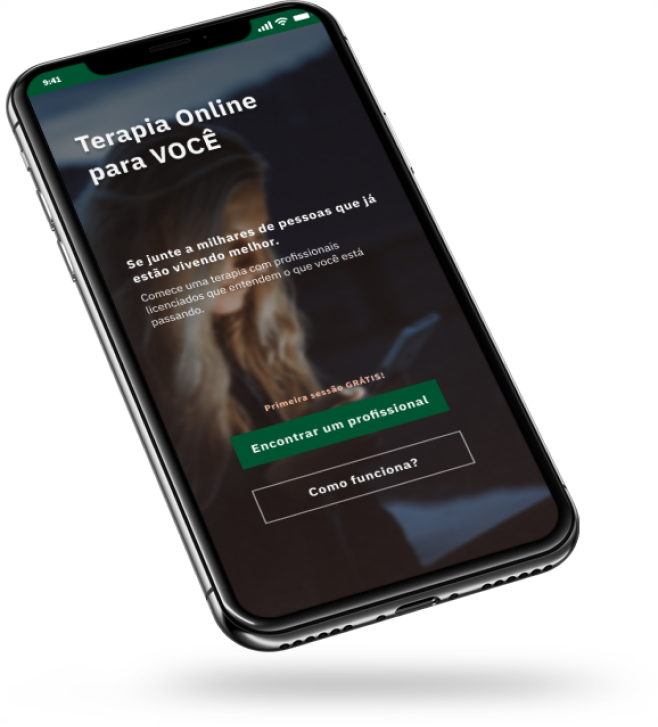 9:41
Terapia Online
para VOCÊ
Se junte a milhares de pessoas que já
estão vivendo melhor.
Comece uma terapia com profissionais
licenciados que entendem o que você está
passando.
Primeira sessão GRÁTIS!
Encontrar um profissional
Como funciona?